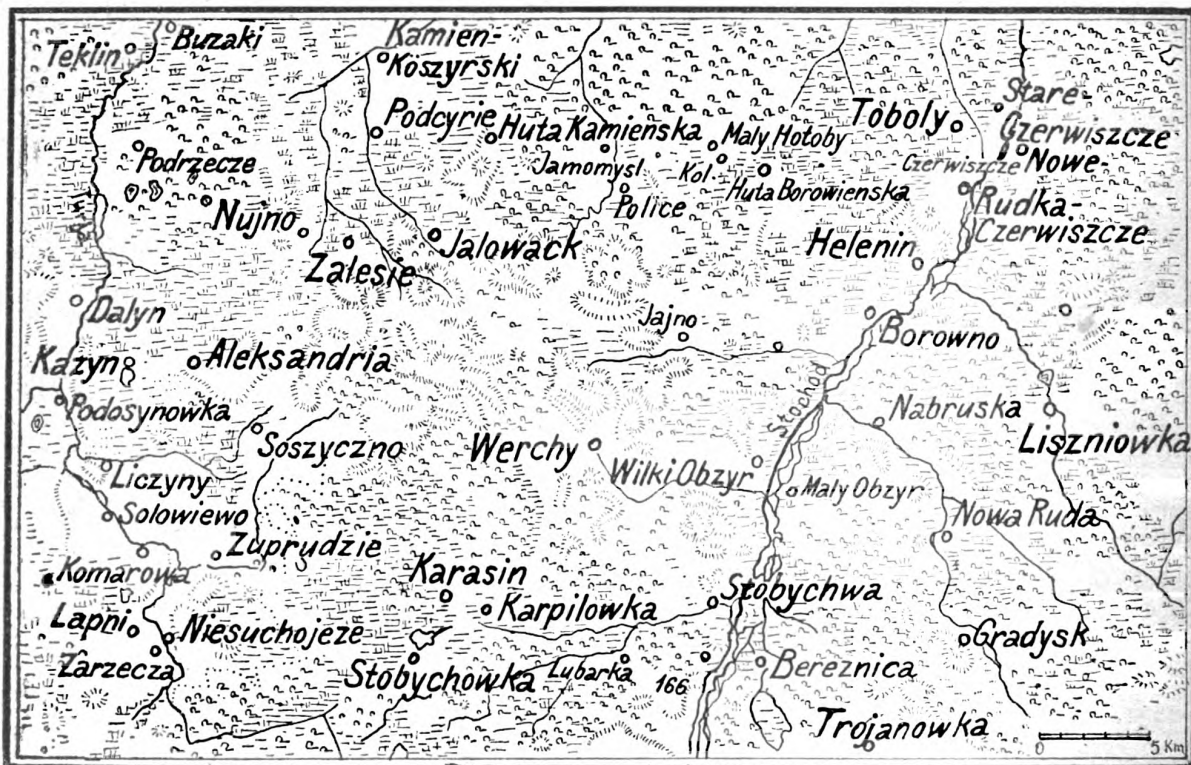 Teklin
Buzaki
Kamien-
Koszyrski
Podcyrie
Huta Kamieńska
Maly Hotoby
Toboly
Stare-
Czerwiszcze
Czerwiszcze
Nowe-
Podrzecze
Jamomysl
Kol.
Huta Borowienska
Police
Rudka-
Czerwiszcze
Nujno
Jalowack
Helenin
Zalesie
Dalyn
Jajno
Borowno
Kazyn
Aleksandria
Stochod
Podosynowka
Nabruska
Soszyczno
Werchy
Liszniowka
Liczyny
Wilki Obzyr
Maly Obzyr
Solowiewo
Nowa Ruda
Zuprudzie
Komarowa
Karasin
Stobychwa
Karpilowka
Lapni
Niesuchojeze
Gradysk
Zarzecza
Stobychowka
Lubarka
166
Bereznica
Trojanowka
0 5 Km